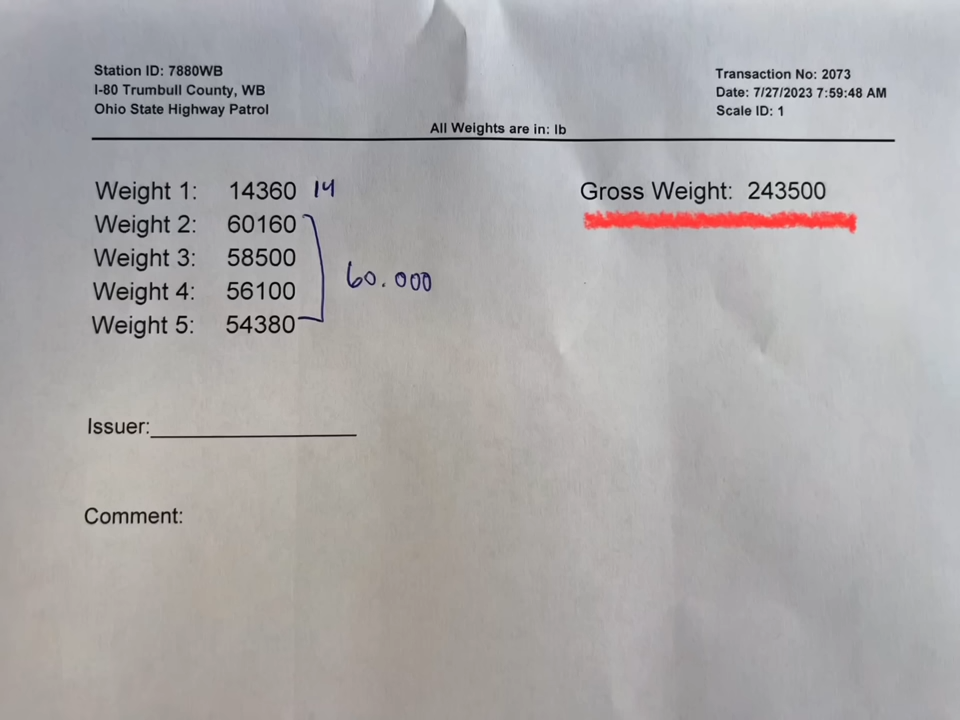 Station ID: 7880WB
I-80 Trumbull County, WB
Ohio State Highway Patrol
Transaction No: 2073
Date: 7/27/2023 7:59:48 AM
Scale ID: 1
All Weights are in: lb
Weight 1: 14360 14
Weight 2: 60160
Weight 3: 58500
Weight 4: 56100
Weight 5: 54380
60.000
Gross Weight: 243500
Issuer:
Comment: